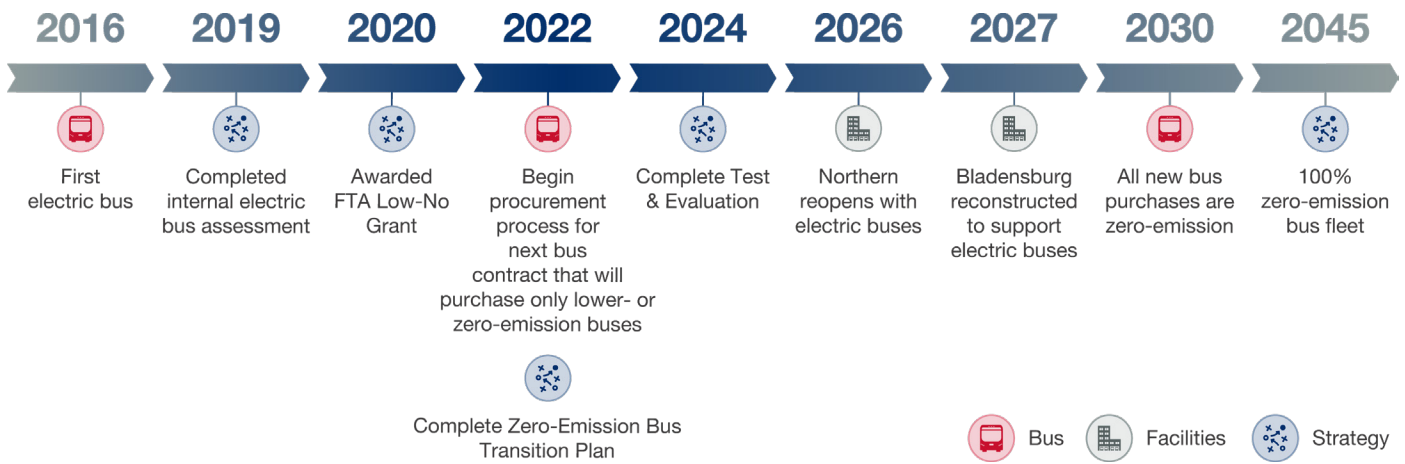 2016
2019
2020
2022
2024
2026
2027
2030
2045
First
electric bus
Completed
internal electric
bus assessment
Awarded
FTA Low-No
Grant
Begin
procurement
process for
next bus
contract that will
purchase only lower- or
zero-emission buses
Complete Zero-Emission Bus
Transition Plan
Complete Test
& Evaluation
Northern
reopens with
electric buses
Bladensburg
reconstructed
to support
electric buses
All new bus
purchases are
zero-emission
100%
zero-emission
bus fleet
Bus
Facilities
Strategy